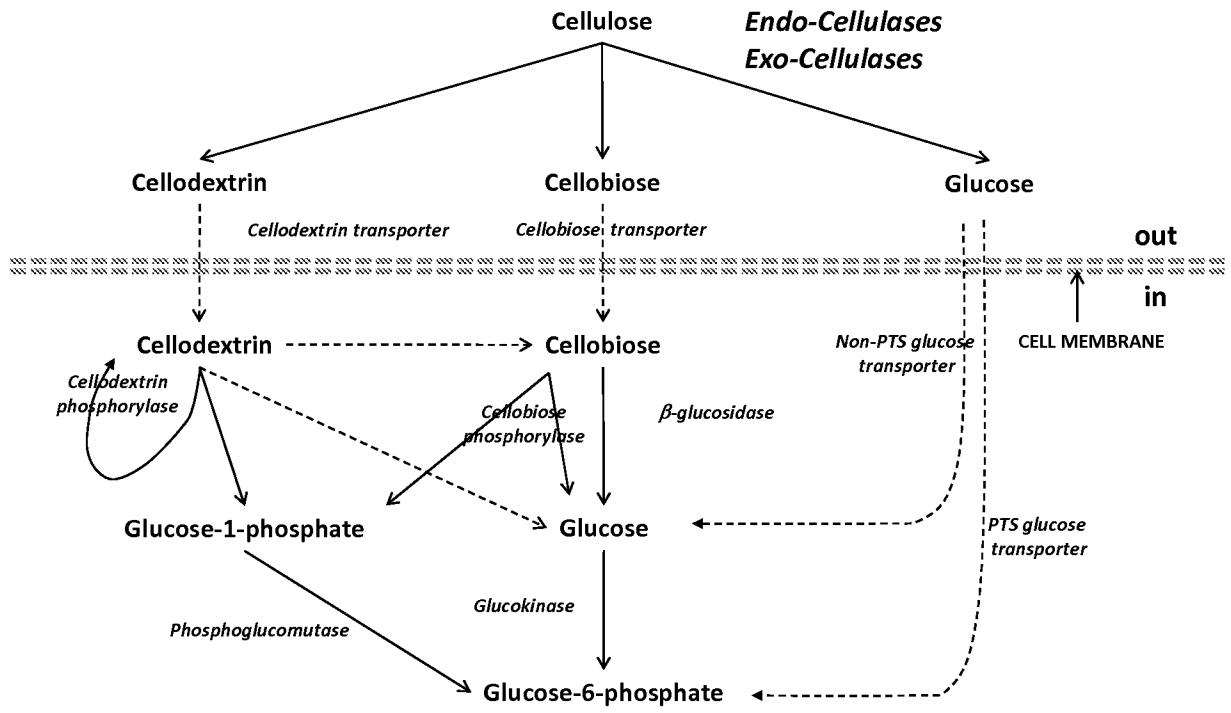 Cellulose
Endo-Cellulases
Exo-Cellulases
Cellodextrin
Cellobiose
Glucose
Cellodextrin transporter
Cellobiose transporter
out
in
Cellodextrin
Cellobiose
Non-PTS glucose
transporter
CELL MEMBRANE
Cellodextrin
phosphorylase
Cellobiose
phosphorylase
β-glucosidase
Glucose-1-phosphate
Glucose
PTS glucose
transporter
Glucokinase
Phosphoglucomutase
Glucose-6-phosphate